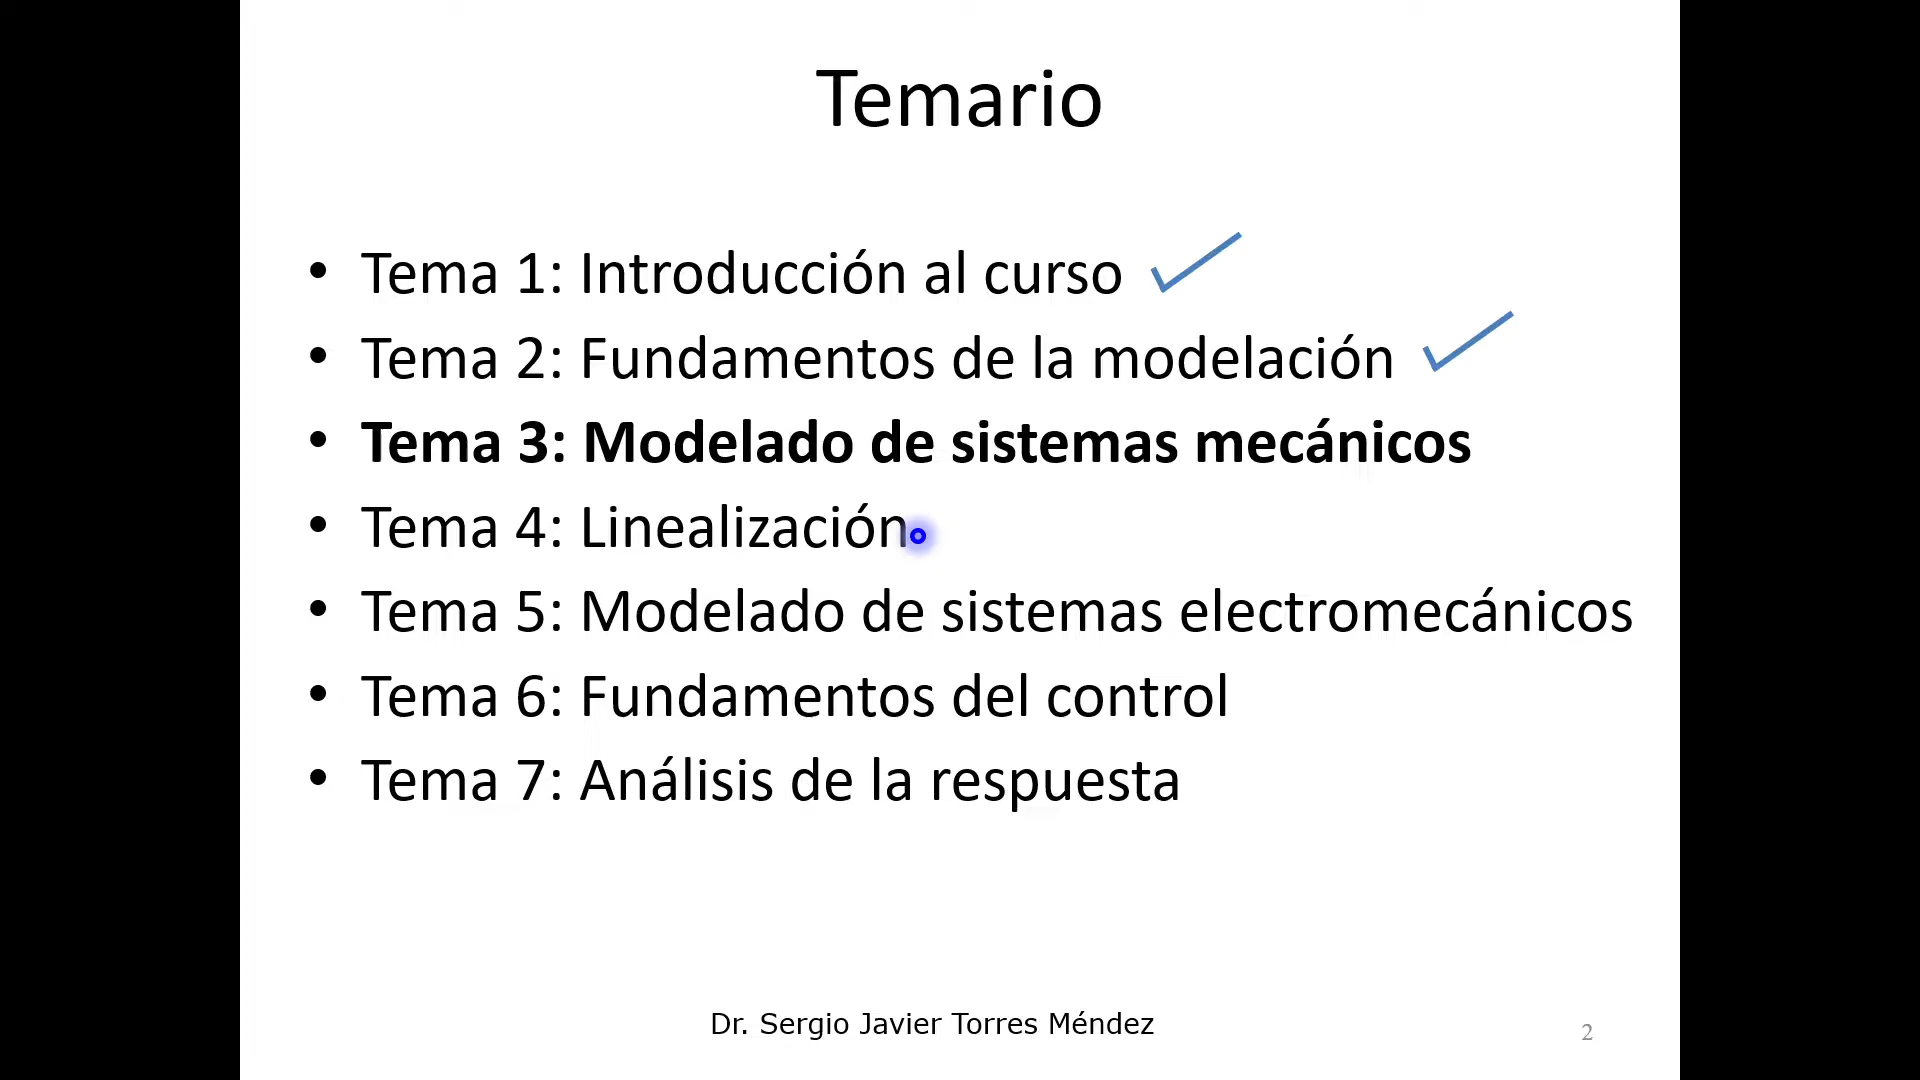 Temario
• Tema 1: Introducción al curso
• Tema 2: Fundamentos de la modelación
• Tema 3: Modelado de sistemas mecánicos
• Tema 4: Linealización
• Tema 5: Modelado de sistemas electromecánicos
• Tema 6: Fundamentos del control
• Tema 7: Análisis de la respuesta
Dr. Sergio Javier Torres Méndez
2